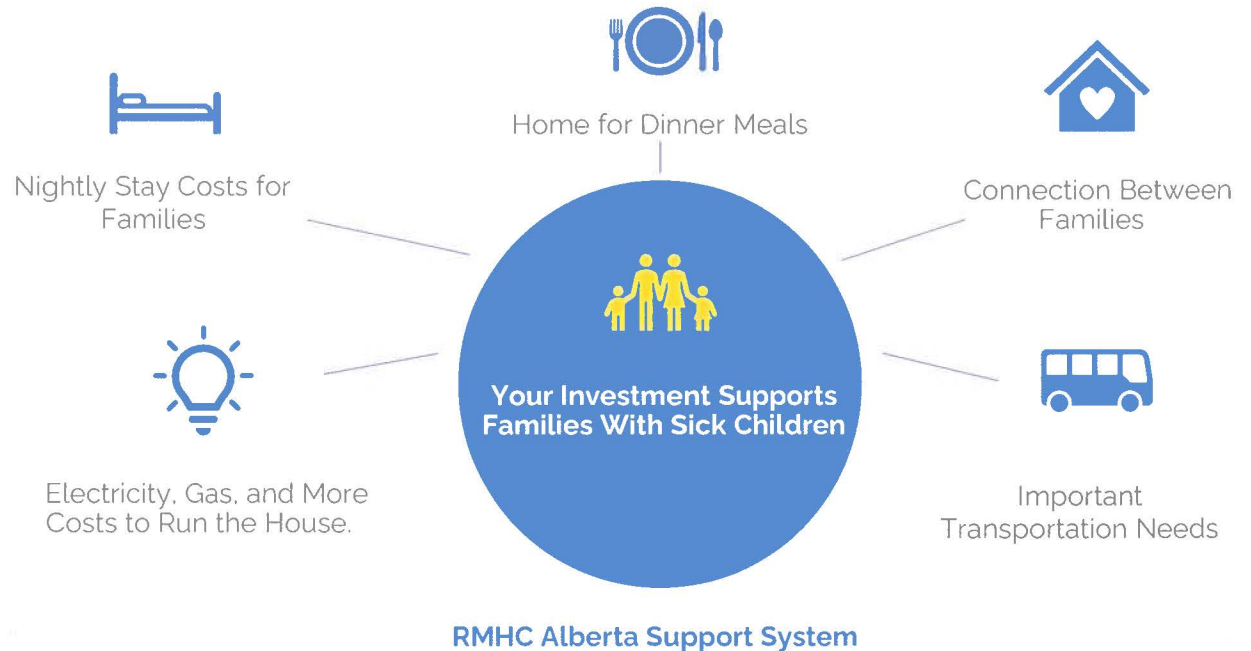 Home for Dinner Meals
Nightly Stay Costs for
Families
Connection Between
Families
Your Investment Supports
Families With Sick Children
Electricity, Gas, and More
Costs to Run the House.
Important
Transportation Needs
RMHC Alberta Support System